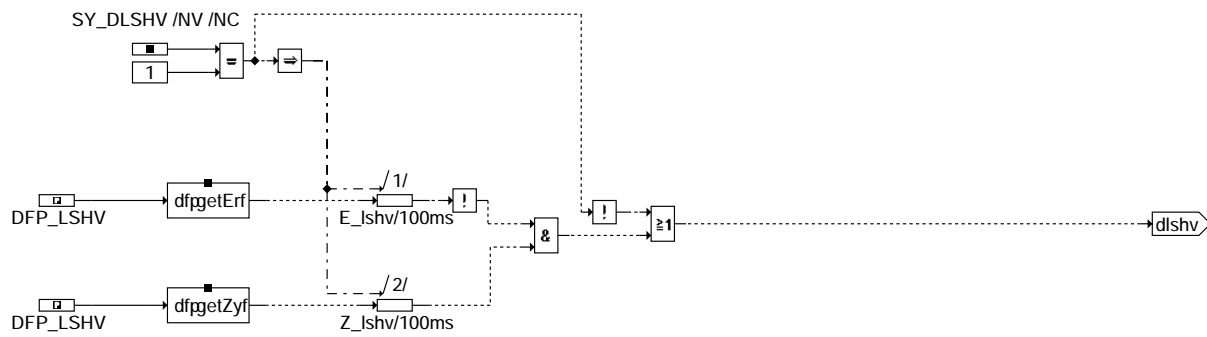 SY_DLSHV /NV /NC
=
⇒
1
/1/
dfpgetErf
!
DFP_LSHV
E_lshv/100ms
!
≧1
dlshv
&
/2/
dfpgetZyf
DFP_LSHV
Z_lshv/100ms